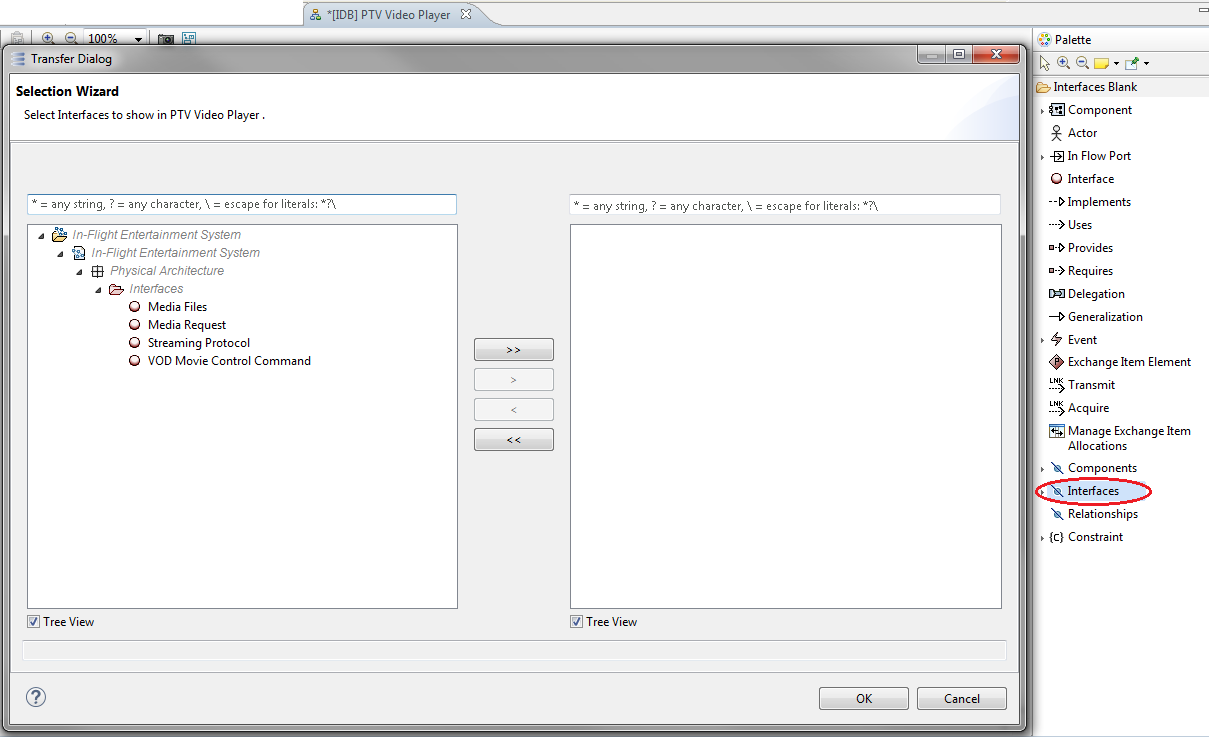 *[IDB] PTV Video Player
100%
Transfer Dialog
Selection Wizard
Select Interfaces to show in PTV Video Player .
* = any string, ? = any character, \ = escape for literals: *?\
* = any string, ? = any character, \ = escape for literals: *?\
In-Flight Entertainment System
In-Flight Entertainment System
Physical Architecture
Interfaces
Media Files
Media Request
Streaming Protocol
VOD Movie Control Command
>>
>
<
<<
Tree View
Tree View
?
OK
Cancel
Palette
Interfaces Blank
Component
Actor
In Flow Port
Interface
Implements
Uses
Provides
Requires
Delegation
Generalization
Event
Exchange Item Element
LNK
Transmit
LNK
Acquire
Manage Exchange Item
Allocations
Components
Interfaces
Relationships
{C} Constraint